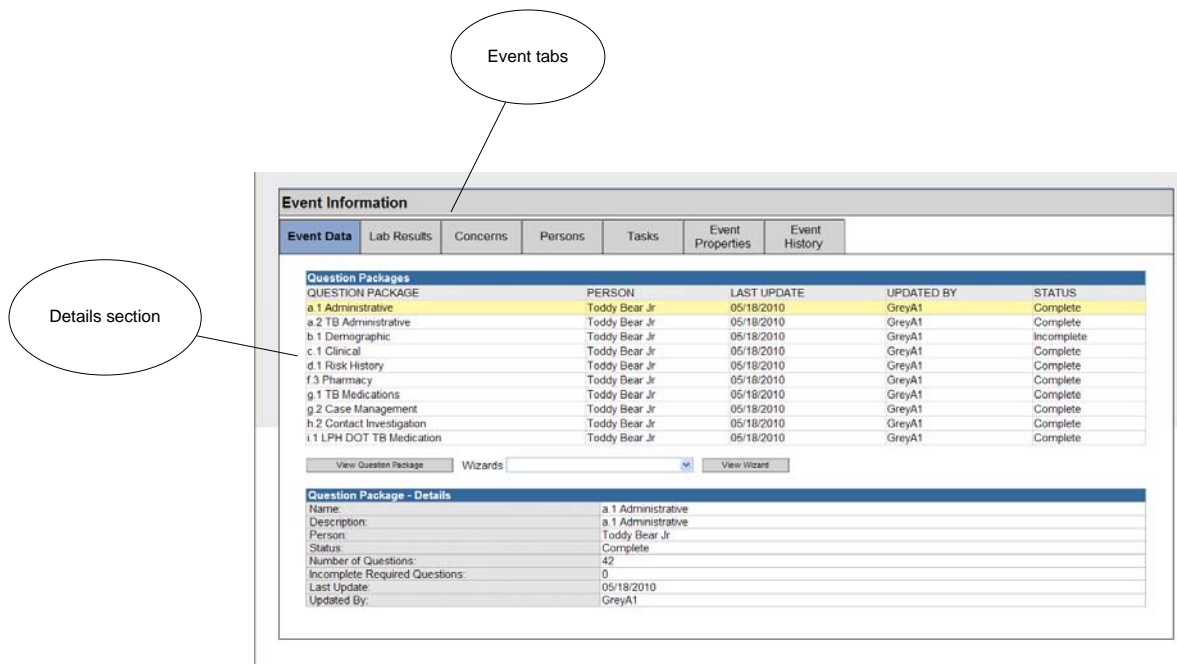 Event tabs
Event Information
Event Data Lab Results Concerns Persons Tasks Event Properties Event History
Details section
Question Packages
QUESTION PACKAGE PERSON LAST UPDATE UPDATED BY STATUS
a.1 Administrative Toddy Bear Jr 05/18/2010 GreyA1 Complete
a.2 TB Administrative Toddy Bear Jr 05/18/2010 GreyA1 Complete
b.1 Demographic Toddy Bear Jr 05/18/2010 GreyA1 Incomplete
c.1 Clinical Toddy Bear Jr 05/18/2010 GreyA1 Complete
d.1 Risk History Toddy Bear Jr 05/18/2010 GreyA1 Complete
f.3 Pharmacy Toddy Bear Jr 05/18/2010 GreyA1 Complete
g.1 TB Medications Toddy Bear Jr 05/18/2010 GreyA1 Complete
g.2 Case Management Toddy Bear Jr 05/18/2010 GreyA1 Complete
h.2 Contact Investigation Toddy Bear Jr 05/18/2010 GreyA1 Complete
i.1 LPH DOT TB Medication Toddy Bear Jr 05/18/2010 GreyA1 Complete
View Question Package Wizards View Wizard
Question Package - Details
Name: a.1 Administrative
Description: a.1 Administrative
Person: Toddy Bear Jr
Status: Complete
Number of Questions: 42
Incomplete Required Questions: 0
Last Update: 05/18/2010
Updated By: GreyA1